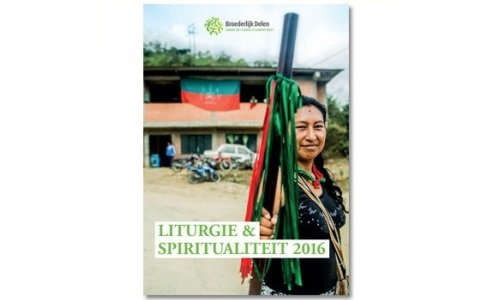 Broederlijk Delen
LITURGIE &
SPIRITUALITEIT 2016